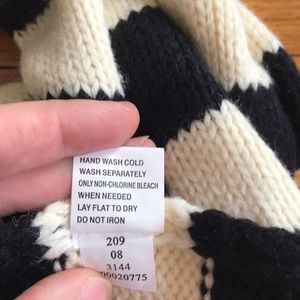 HAND WASH COLD
WASH SEPARATELY
ONLY NON-CHLORINE BLEACH
WHEN NEEDED
LAY FLAT TO DRY
DO NOT IRON
209
08
3144